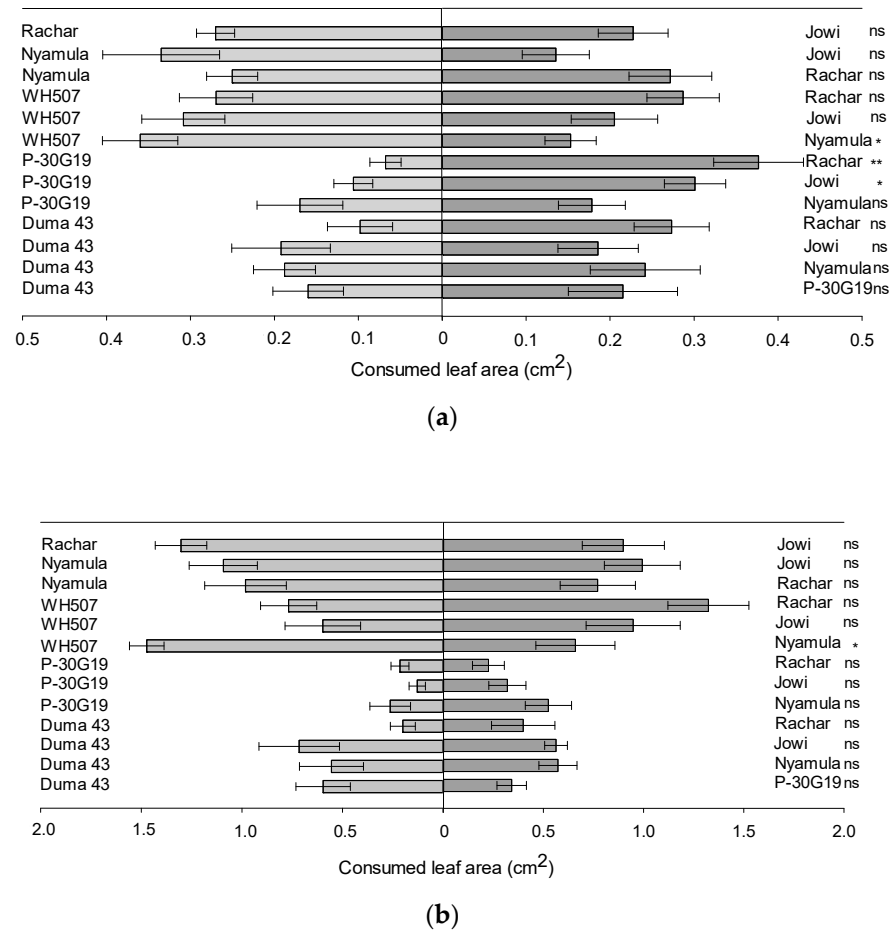 Rachar Jowi ns
Nyamula Jowi ns
Nyamula Rachar ns
WH507 Rachar ns
WH507 Jowi ns
WH507 Nyamula *
P-30G19 Rachar **
P-30G19 Jowi *
P-30G19 Nyamula ns
Duma 43 Rachar ns
Duma 43 Jowi ns
Duma 43 Nyamula ns
Duma 43 P-30G19 ns
0.5 0.4 0.3 0.2 0.1 0 0.1 0.2 0.3 0.4 0.5
Consumed leaf area (cm²)
(a)
Rachar Jowi ns
Nyamula Jowi ns
Nyamula Rachar ns
WH507 Rachar ns
WH507 Jowi ns
WH507 Nyamula *
P-30G19 Rachar ns
P-30G19 Jowi ns
P-30G19 Nyamula ns
Duma 43 Rachar ns
Duma 43 Jowi ns
Duma 43 Nyamula ns
Duma 43 P-30G19 ns
2.0 1.5 1.0 0.5 0 0.5 1.0 1.5 2.0
Consumed leaf area (cm²)
(b)